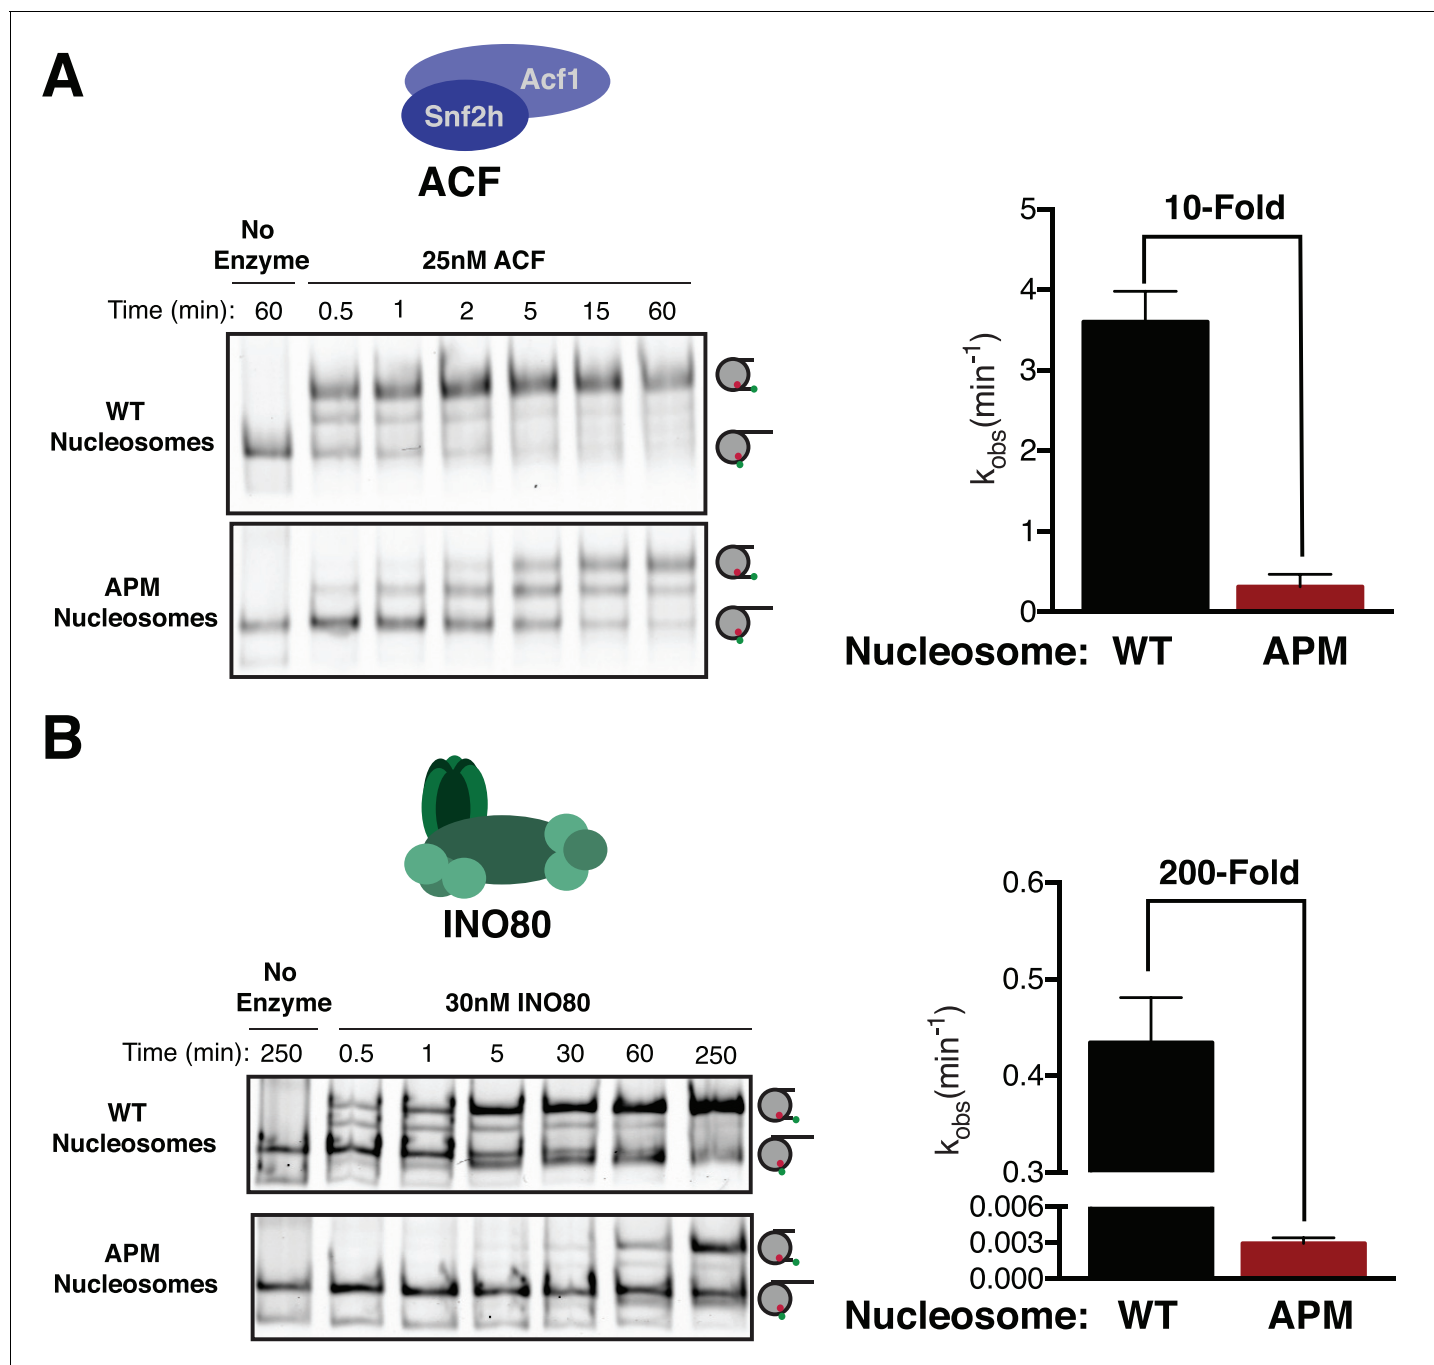 A
Acf1
Snf2h
ACF
No
Enzyme
25nM ACF
Time (min): 60 0.5 1 2 5 15 60
WT
Nucleosomes
APM
Nucleosomes
10-Fold
5
4
3
2
1
0
kobs(min-1)
Nucleosome: WT APM
B
INO80
No
Enzyme
30nM INO80
Time (min): 250 0.5 1 5 30 60 250
WT
Nucleosomes
APM
Nucleosomes
200-Fold
0.6
0.5
0.4
0.3
0.006
0.003
0.000
kobs(min-1)
Nucleosome: WT APM